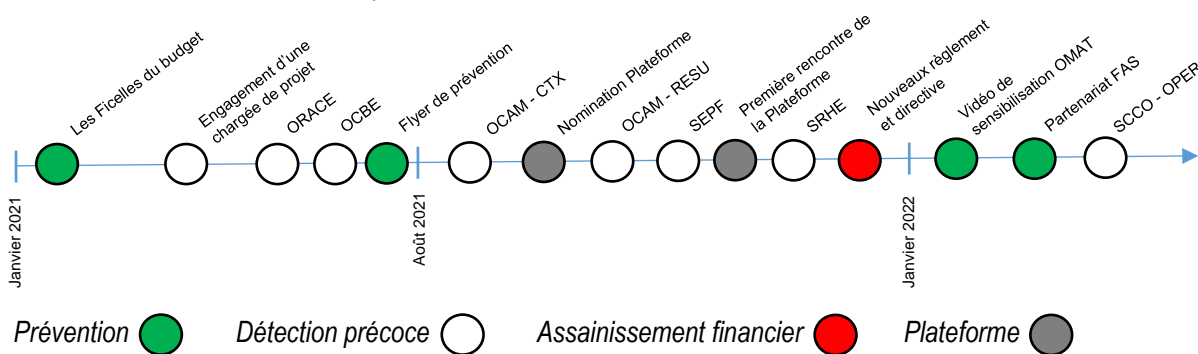 Les Ficelles du budget
Engagement d'une
chargée de projet
ORACE
OCBE
Flyer de prévention
OCAM - CTX
Nomination Plateforme
OCAM - RESU
SEPF
Première rencontre de
la Plateforme
SRHE
Nouveaux règlement
et directive
Vidéo de
sensibilisation OMAT
Partenariat FAS
SCCO - OPER
Janvier 2021
Août 2021
Janvier 2022
Prévention
Détection précoce
Assainissement financier
Plateforme